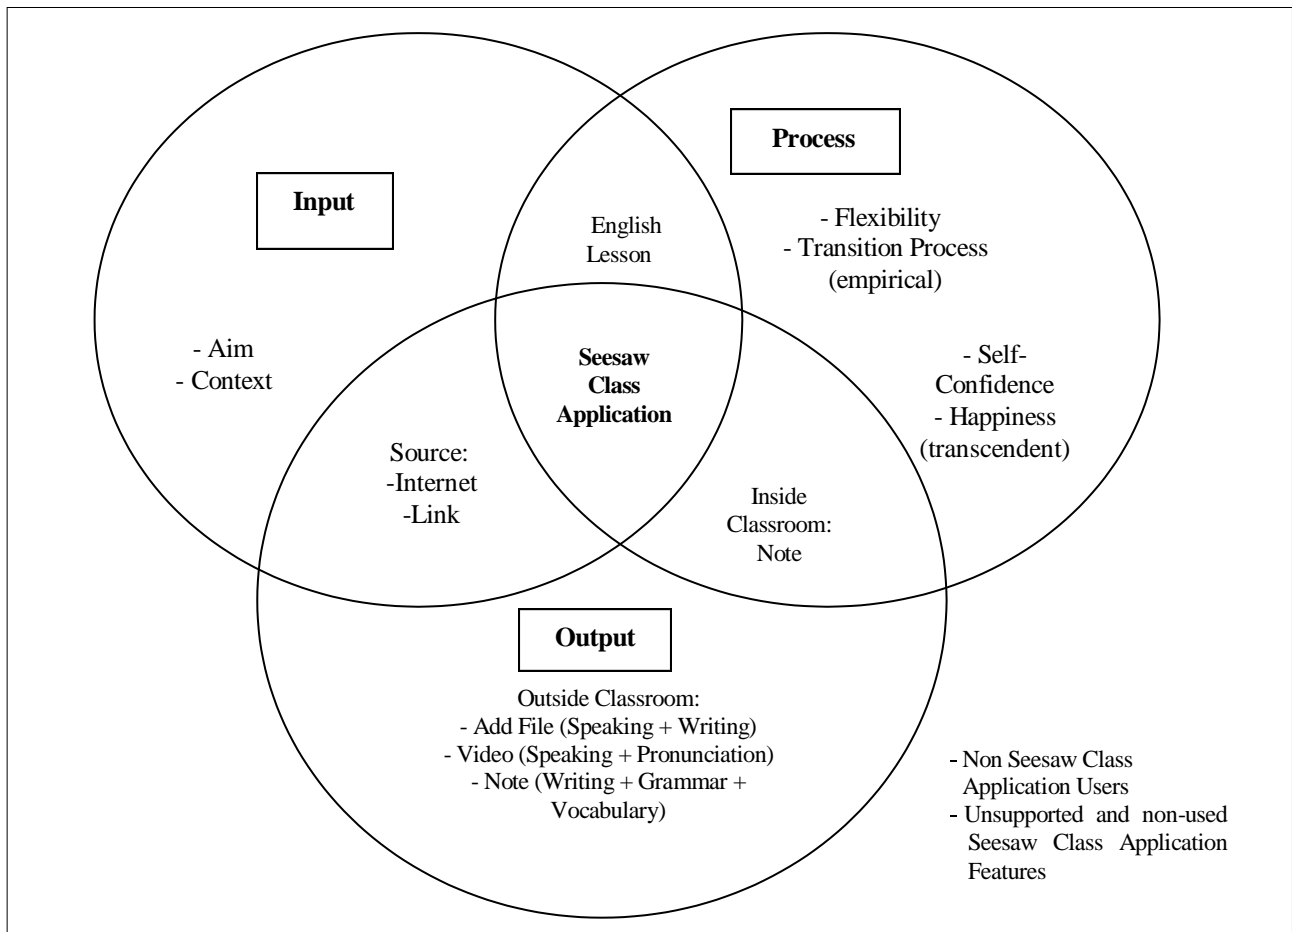 Process
Input
English
Lesson
- Flexibility
- Transition Process
(empirical)
- Aim
- Context
Seesaw
Class
Application
- Self-
Confidence
- Happiness
(transcendent)
Source:
-Internet
-Link
Inside
Classroom:
Note
Output
Outside Classroom:
- Add File (Speaking + Writing)
- Video (Speaking + Pronunciation)
- Note (Writing + Grammar +
Vocabulary)
- Non Seesaw Class
Application Users
- Unsupported and non-used
Seesaw Class Application
Features